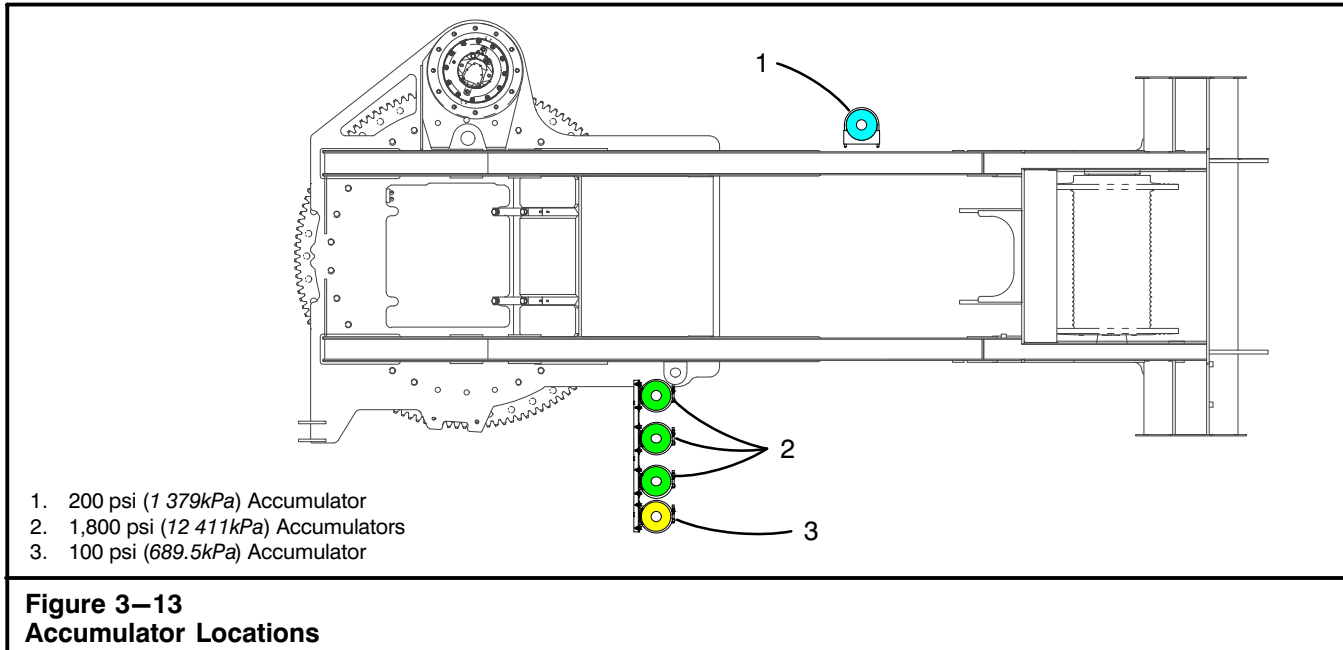 1
2
3
1. 200 psi (1 379kPa) Accumulator
2. 1,800 psi (12 411kPa) Accumulators
3. 100 psi (689.5kPa) Accumulator
Figure 3–13
Accumulator Locations